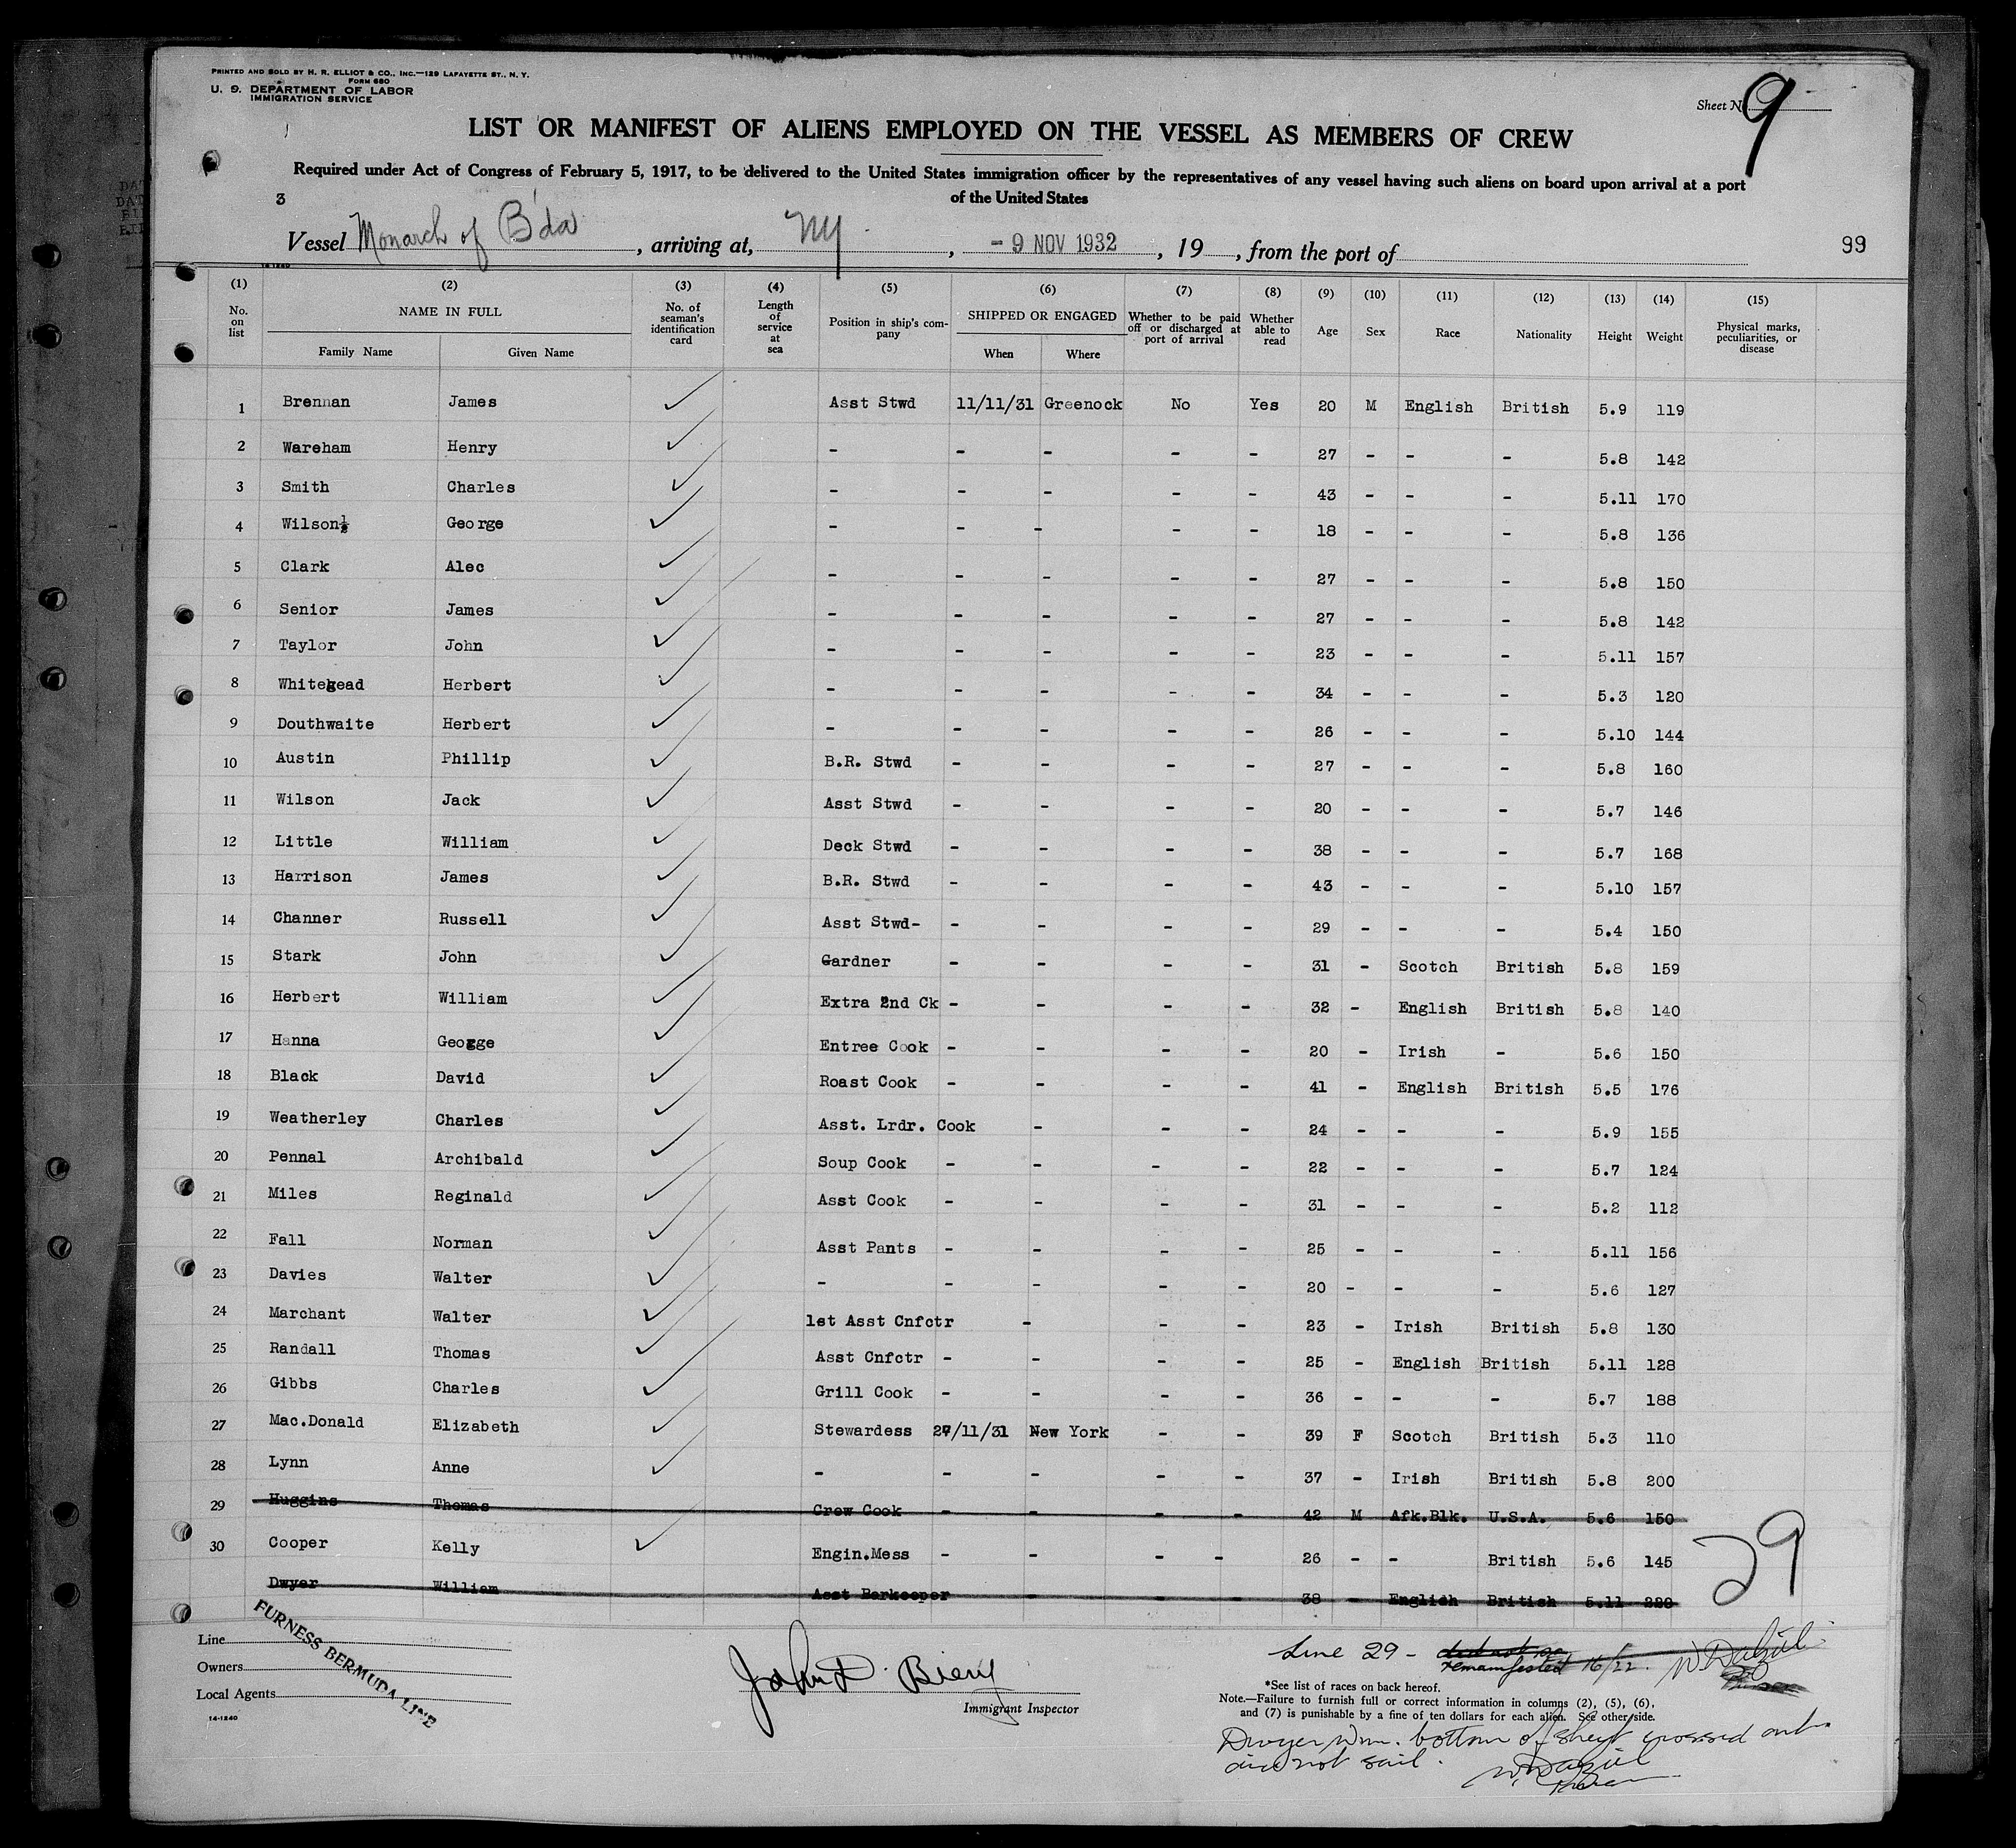 PRINTED AND SOLD BY H. R. ELLIOT & CO., INC.—129 LAFAYETTE ST., N. Y.
FORM 680
U. S. DEPARTMENT OF LABOR
IMMIGRATION SERVICE
Sheet No. 9
LIST OR MANIFEST OF ALIENS EMPLOYED ON THE VESSEL AS MEMBERS OF CREW
Required under Act of Congress of February 5, 1917, to be delivered to the United States immigration officer by the representatives of any vessel having such aliens on board upon arrival at a port
of the United States
3
Vessel Monarch of B'da, arriving at, NY, - 9 NOV 1932, 19, from the port of 99
14-1240
(1) (2) (3) (4) (5) (6) (7) (8) (9) (10) (11) (12) (13) (14) (15)
No. on list NAME IN FULL Family Name Given Name No. of seaman's identification card Length of service at sea Position in ship's company SHIPPED OR ENGAGED When Where Whether to be paid off or discharged at port of arrival Whether able to read Age Sex Race Nationality Height Weight Physical marks, peculiarities, or disease
1 Brennan James ✓ Asst Stwd 11/11/31 Greenock No Yes 20 M English British 5.9 119
2 Wareham Henry ✓ - - - - - 27 - - - 5.8 142
3 Smith Charles ✓ - - - - - 43 - - - 5.11 170
4 Wilson George ✓ - - - - - 18 - - - 5.8 136
5 Clark Alec ✓ - - - - - 27 - - - 5.8 150
6 Senior James ✓ - - - - - 27 - - - 5.8 142
7 Taylor John ✓ - - - - - 23 - - - 5.11 157
8 Whitehead Herbert ✓ - - - - - 34 - - - 5.3 120
9 Douthwaite Herbert ✓ - - - - - 26 - - - 5.10 144
10 Austin Phillip ✓ B.R. Stwd - - - - 27 - - - 5.8 160
11 Wilson Jack ✓ Asst Stwd - - - - 20 - - - 5.7 146
12 Little William ✓ Deck Stwd - - - - 38 - - - 5.7 168
13 Harrison James ✓ B.R. Stwd - - - - 43 - - - 5.10 157
14 Channer Russell ✓ Asst Stwd- - - - - 29 - - - 5.4 150
15 Stark John ✓ Gardner - - - - 31 - Scotch British 5.8 159
16 Herbert William ✓ Extra 2nd Ck - - - - 32 - English British 5.8 140
17 Hanna George ✓ Entree Cook - - - - 20 - Irish - 5.6 150
18 Black David ✓ Roast Cook - - - - 41 - English British 5.5 176
19 Weatherley Charles ✓ Asst. Lrdr. Cook - - - 24 - - - 5.9 155
20 Pennal Archibald ✓ Soup Cook - - - - 22 - - - 5.7 124
21 Miles Reginald ✓ Asst Cook - - - - 31 - - - 5.2 112
22 Fall Norman ✓ Asst Pants - - - - 25 - - - 5.11 156
23 Davies Walter ✓ - - - - - 20 - - - 5.6 127
24 Marchant Walter ✓ 1st Asst Cnfctr - - - 23 - Irish British 5.8 130
25 Randall Thomas ✓ Asst Cnfctr - - - - 25 - English British 5.11 128
26 Gibbs Charles ✓ Grill Cook - - - - 36 - - - 5.7 188
27 Mac.Donald Elizabeth ✓ Stewardess 27/11/31 New York - - 39 F Scotch British 5.3 110
28 Lynn Anne ✓ - - - - - 37 - Irish British 5.8 200
29 Huggins Thomas Crew Cook - - - - 42 M Afk.Blk. U.S.A. 5.6 150
30 Cooper Kelly ✓ Engin.Mess - - - - 26 - - British 5.6 145
Dwyer William Asst Barkeeper - - - 38 - English British 5.11 228
29
Line
Owners
Local Agents
FURNESS BERMUDA LINE
14-1240
John D. Biery
Immigrant Inspector
Line 29 - did not go
remanifested 16/22.
*See list of races on back hereof.
Note.—Failure to furnish full or correct information in columns (2), (5), (6),
and (7) is punishable by a fine of ten dollars for each alien. See other side.
Dwyer Wm. bottom of sheet crossed out
did not sail.